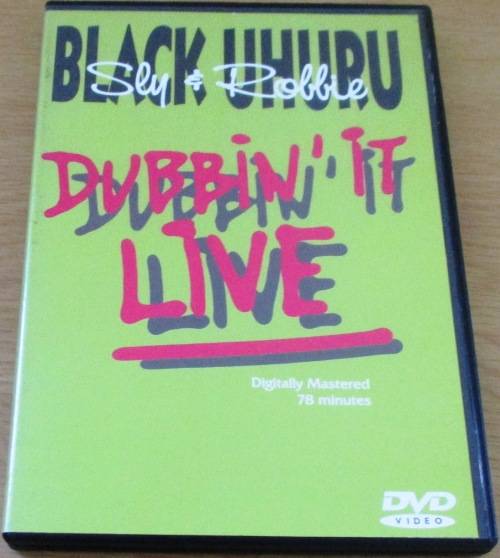 BLACK UHURU
Sly & Robbie
DUBBIN' IT
LIVE
Digitally Mastered
78 minutes
DVD
VIDEO